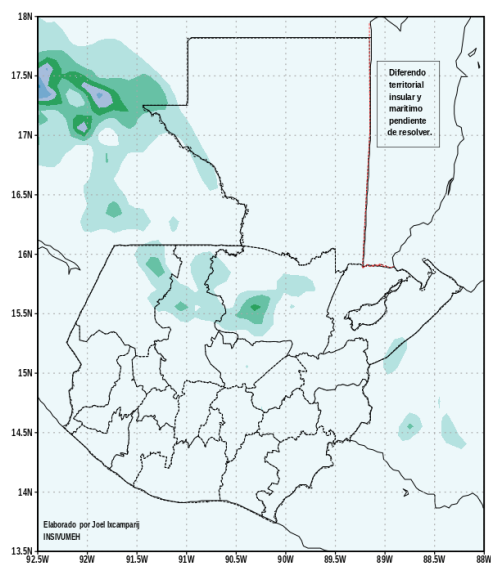 18N
17.5N
17N
16.5N
16N
15.5N
15N
14.5N
14N
13.5N
Diferendo
territorial
insular y
marítimo
pendiente
de resolver.
Elaborado por Joel Ixcamparij
INSIVUMEH
92.5W 92W 91.5W 91W 90.5W 90W 89.5W 89W 88.5W 88W